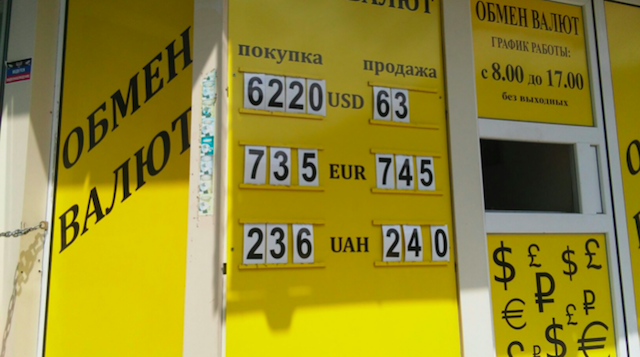 ОБМЕН
ВАЛЮТ
ВАЛЮТ
покупка продажа
6220 USD 63
735 EUR 745
236 UAH 240
ОБМЕН ВАЛЮТ
ГРАФИК РАБОТЫ:
с 8.00 до 17.00
без выходных
$ £ $ £
€ ₽ ₽
$ $ £ €